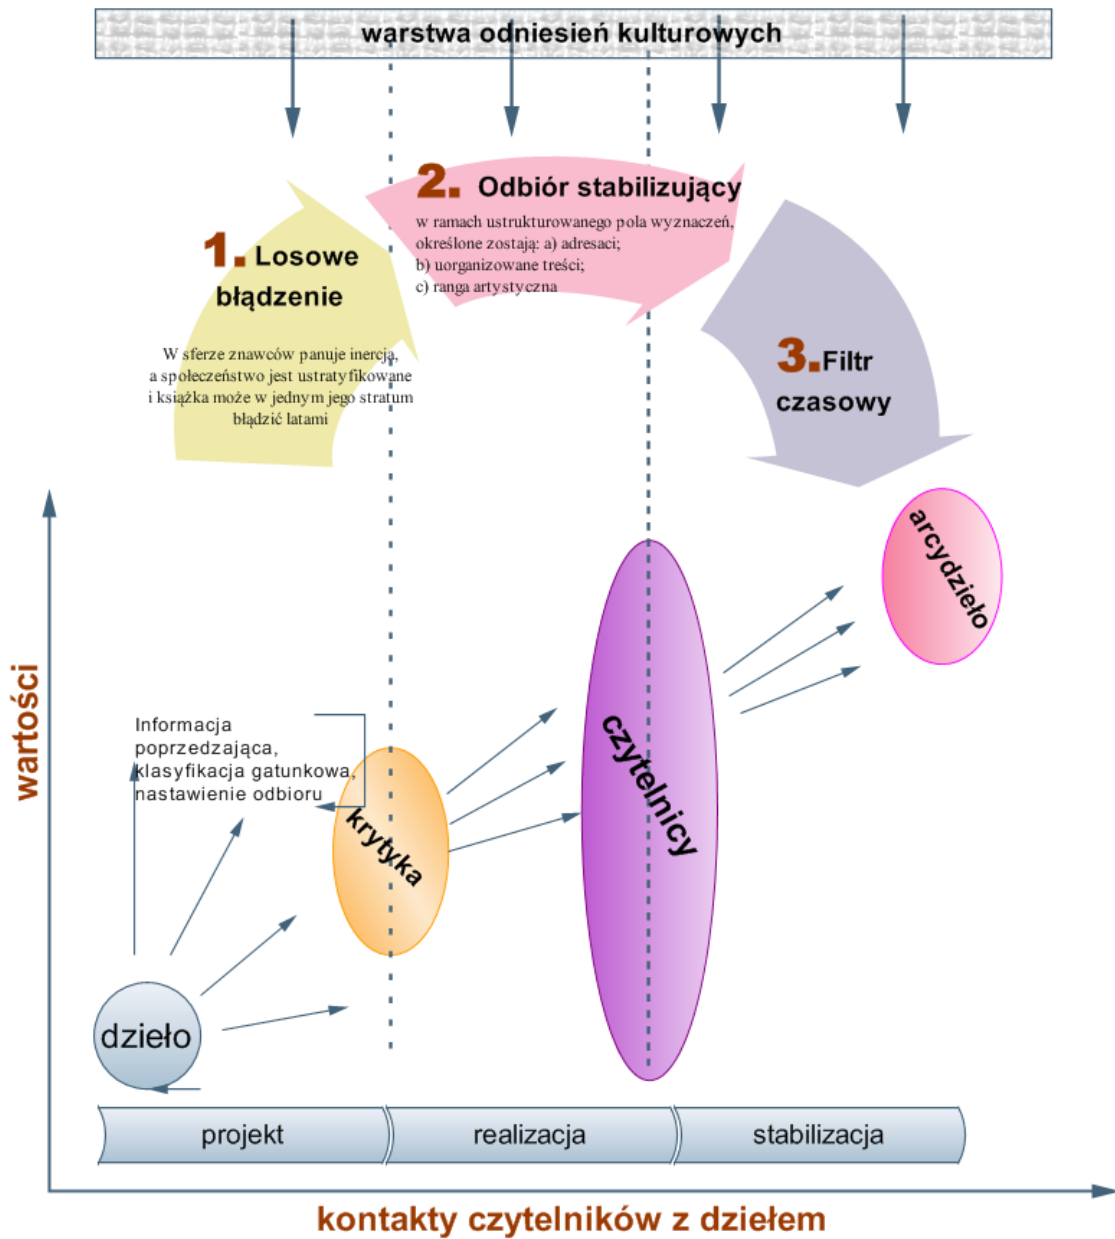 warstwa odniesień kulturowych
1. Losowe
błądzenie
W sferze znawców panuje inercją,
a społeczeństwo jest ustratyfikowane
i książka może w jednym jego stratum
błądzić latami
2. Odbiór stabilizujący
w ramach ustrukturowanego pola wyznaczeń,
określone zostają: a) adresaci;
b) uorganizowane treści;
c) ranga artystyczna
3. Filtr
czasowy
arcydzieło
czytelnicy
Informacja
poprzedzająca,
klasyfikacja gatunkowa,
nastawienie odbioru
krytyka
dzieło
wartości
projekt
realizacja
stabilizacja
kontakty czytelników z dziełem